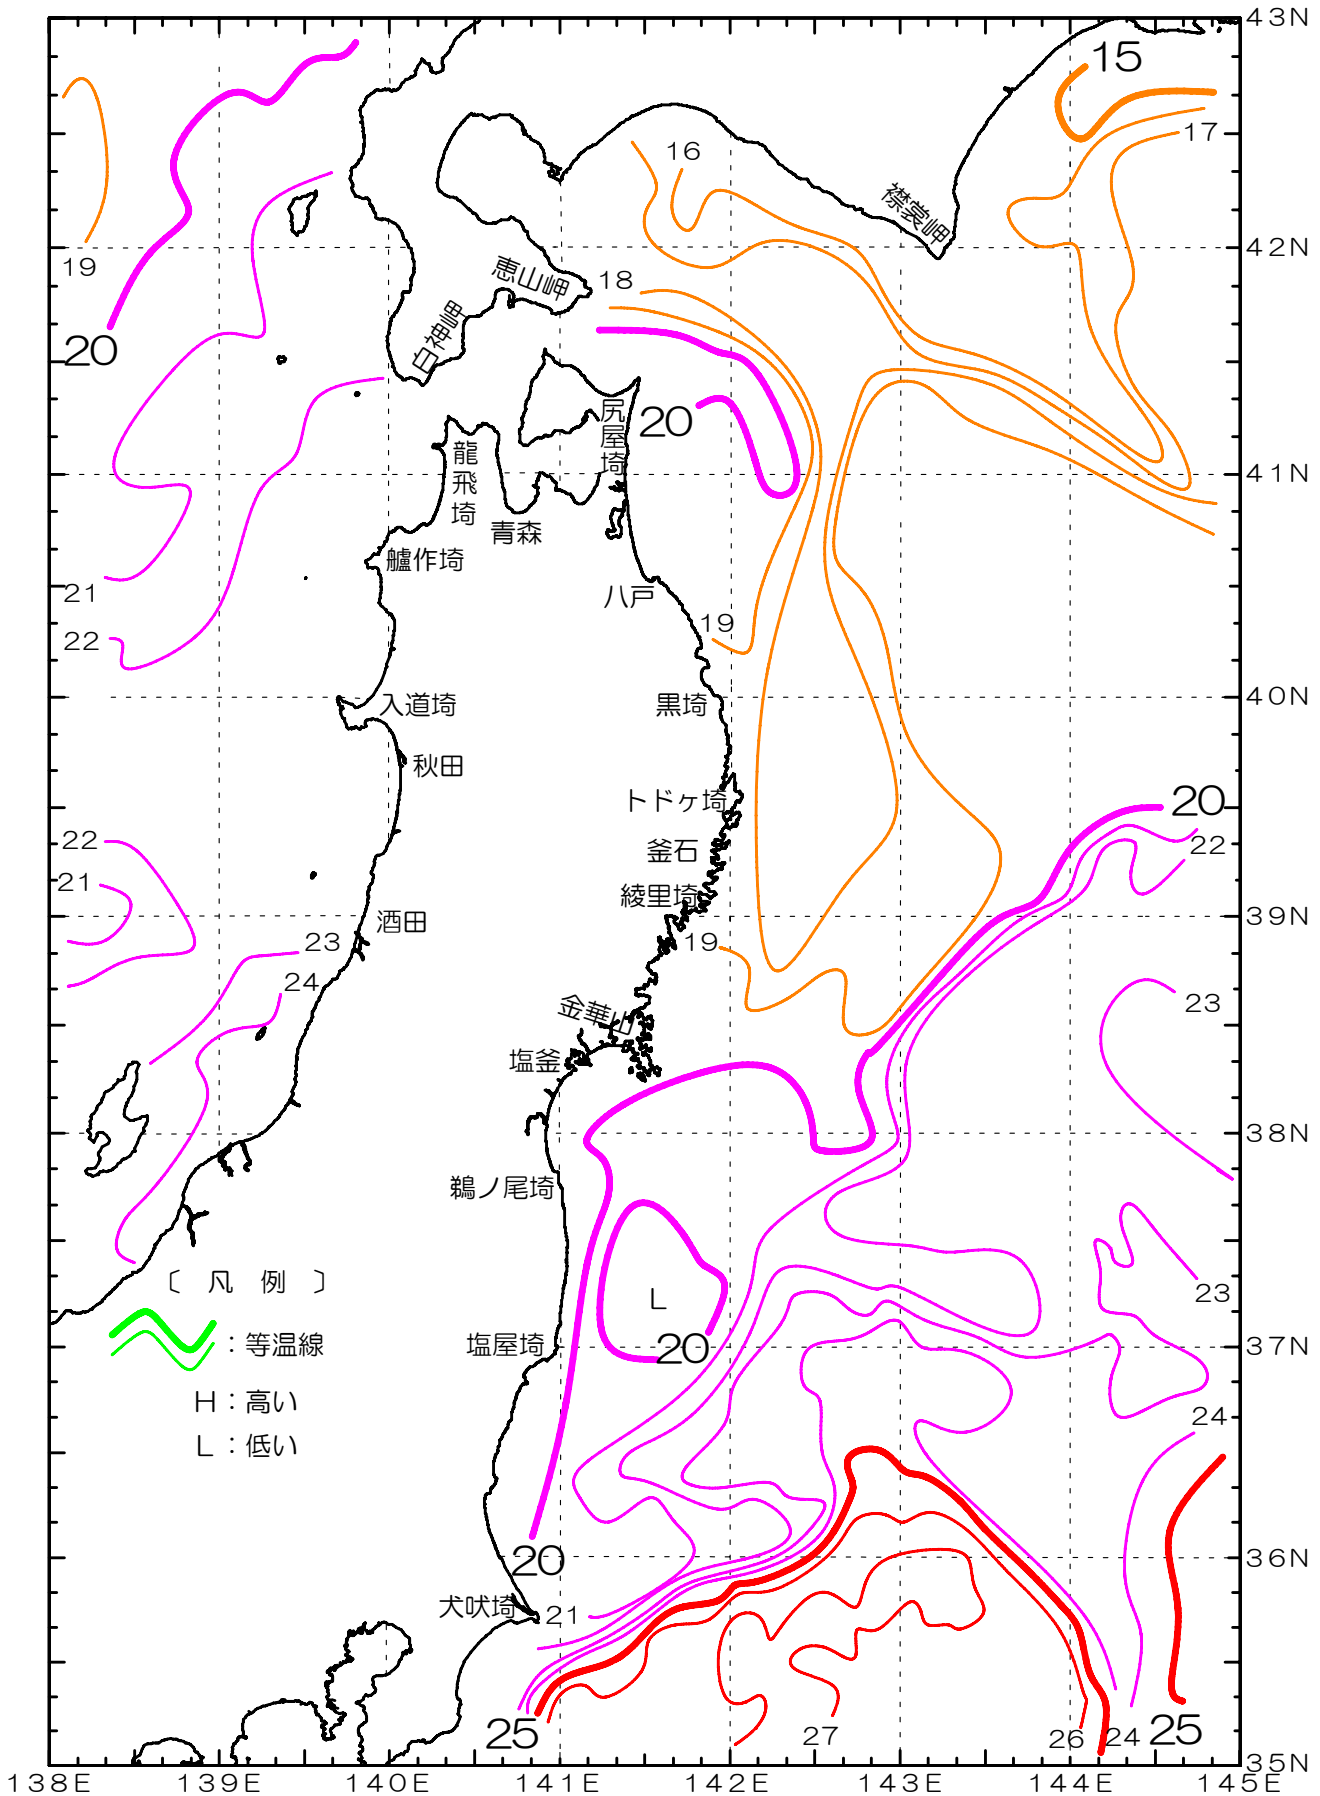 43N
15
17
16
襟裳岬
42N
19
恵山岬
18
白神岬
20
20
尻屋埼
龍飛埼
41N
青森
艫作埼
21
八戸
19
22
40N
入道埼
黒埼
秋田
トドヶ埼
20
22
釜石
22
21
綾里埼
39N
酒田
23
19
24
23
金華山
塩釜
38N
鵜ノ尾埼
〔 凡 例 〕
23
L
:等温線
塩屋埼
20
37N
H:高い
24
L:低い
20
36N
犬吠埼
21
25
27
26
24
25
35N
138E
139E
140E
141E
142E
143E
144E
145E